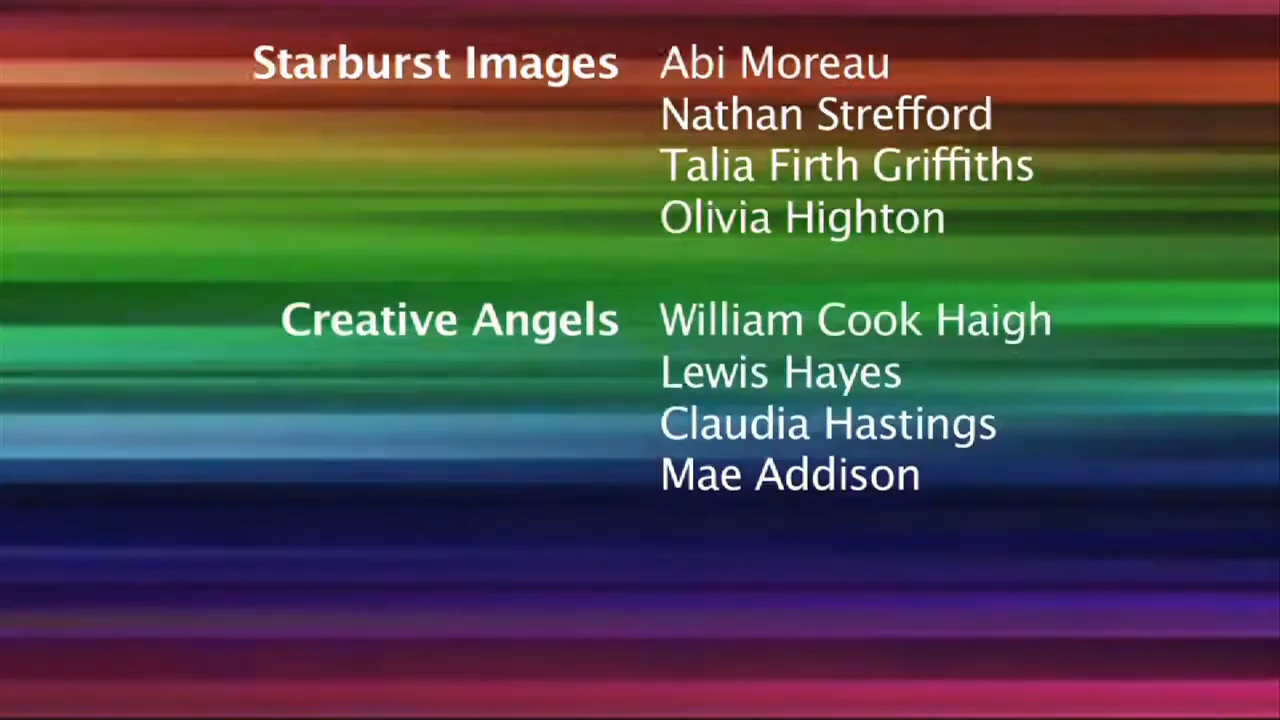 Starburst Images Abi Moreau
Nathan Strefford
Talia Firth Griffiths
Olivia Highton
Creative Angels William Cook Haigh
Lewis Hayes
Claudia Hastings
Mae Addison